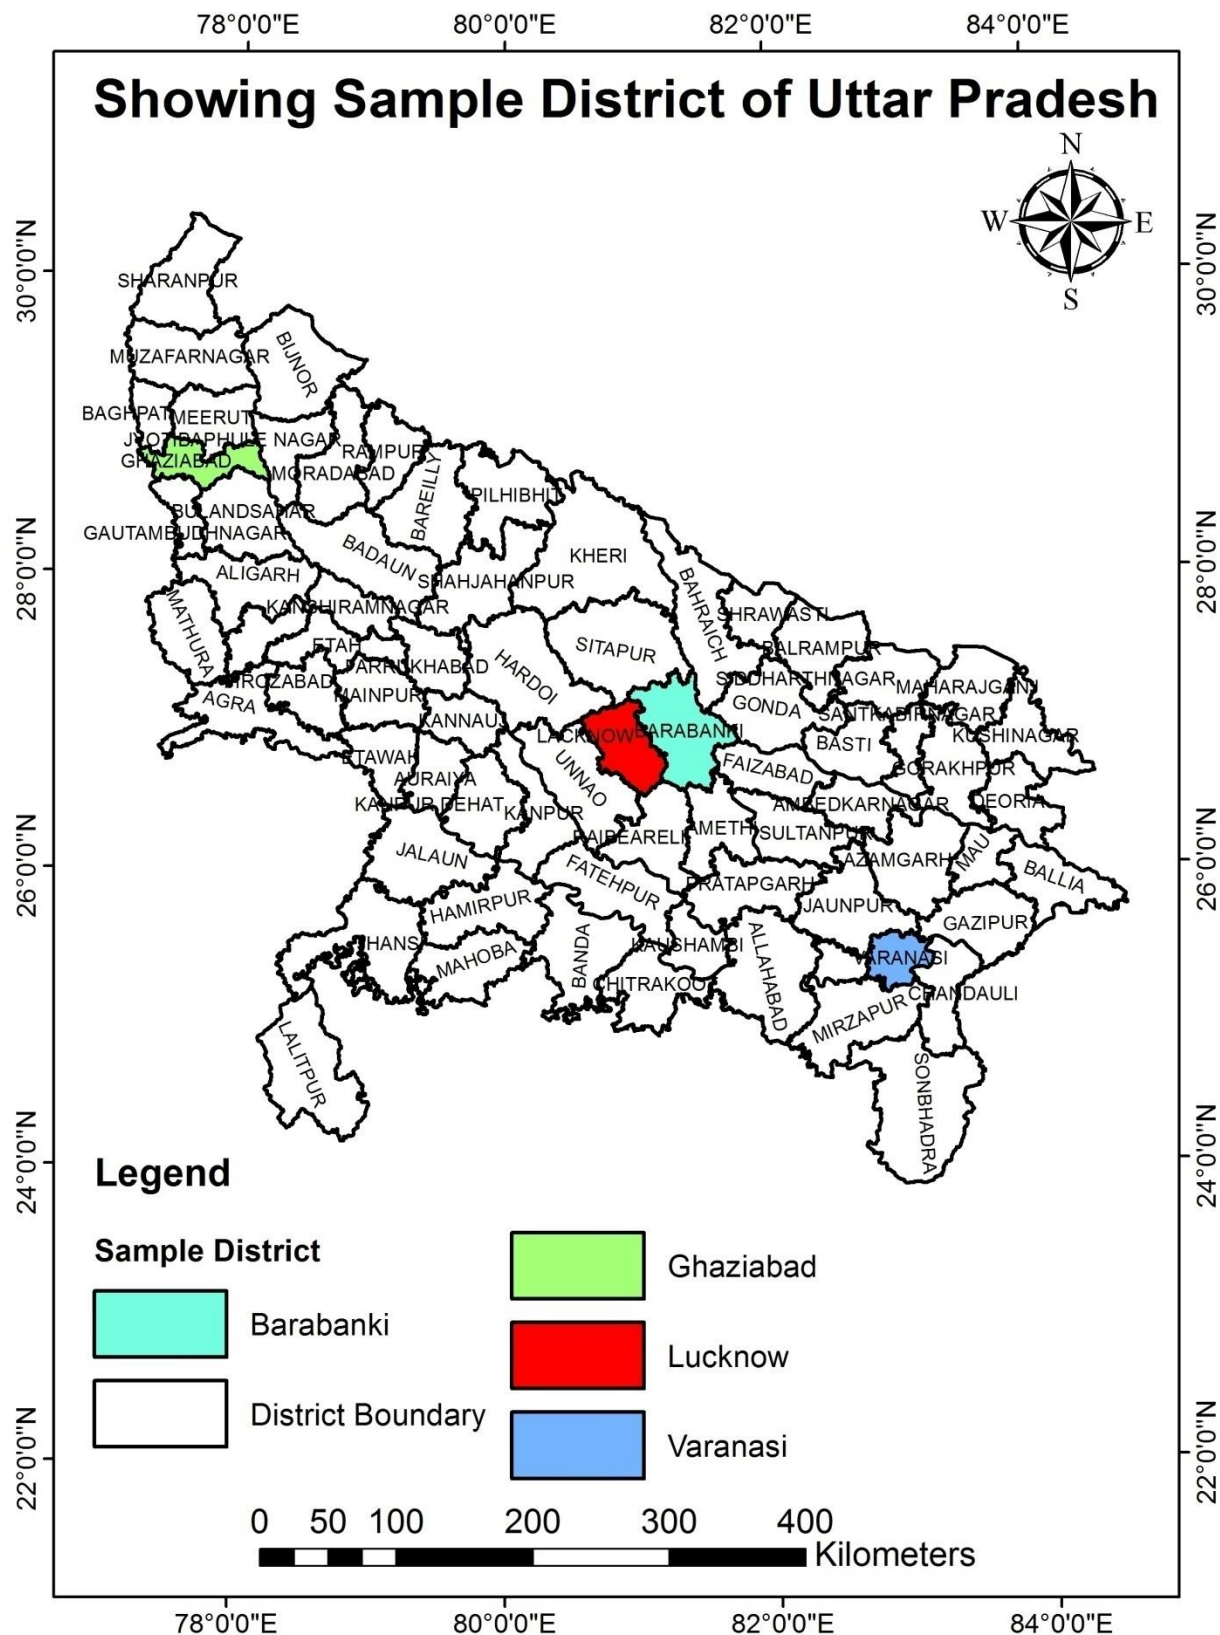 78°0'0"E 80°0'0"E 82°0'0"E 84°0'0"E
Showing Sample District of Uttar Pradesh
N
W E
S
30°0'0"N 30°0'0"N
SHARANPUR
MUZAFARNAGAR
BIJNOR
BAGHPAT
MEERUT
JYOTIBAPHULE NAGAR
RAMPUR
GHAZIABAD
MORADABAD
BAREILLY
PILHIBHIT
BULANDSAHAR
GAUTAMBUDHNAGAR
28°0'0"N 28°0'0"N
BADAUN
KHERI
ALIGARH
SHAHJAHANPUR
BAHRAICH
MATHURA
KANSHIRAMNAGAR
SHRAWASTI
ETAH
SITAPUR
BALRAMPUR
FARRUKHABAD
HARDOI
SIDDHARTHNAGAR
MAHARAJGANJ
IROZABAD
MAINPURI
AGRA
GONDA
SANTKABIRNAGAR
KANNAUJ
LACKNOW
BARABANKI
BASTI
KUSHINAGAR
ETAWAH
UNNAO
FAIZABAD
GORAKHPUR
AURAIYA
KANPUR DEHAT
KANPUR
AMBEDKARNAGAR
DEORIA
RAIBEARELI
AMETHI
SULTANPUR
26°0'0"N 26°0'0"N
JALAUN
AZAMGARH
MAU
BALLIA
FATEHPUR
PRATAPGARH
HAMIRPUR
JAUNPUR
GAZIPUR
HANS
MAHOBA
BANDA
KAUSHAMBI
ALLAHABAD
VARANASI
CHITRAKOO
CHANDAULI
MIRZAPUR
LALITPUR
SONBHADRA
24°0'0"N 24°0'0"N
Legend
Sample District
Barabanki
District Boundary
Ghaziabad
Lucknow
Varanasi
22°0'0"N 22°0'0"N
0 50 100 200 300 400
Kilometers
78°0'0"E 80°0'0"E 82°0'0"E 84°0'0"E